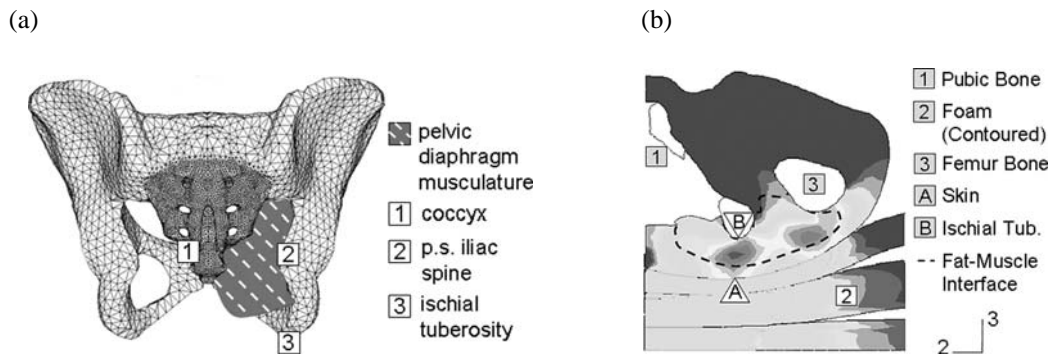 (a)
(b)
pelvic
diaphragm
musculature
1 coccyx
2 p.s. iliac
spine
3 ischial
tuberosity
1
2
3
1 Pubic Bone
2 Foam
(Contoured)
3 Femur Bone
A Skin
B Ischial Tub.
Fat-Muscle
Interface
1
3
B
A
2
3
2